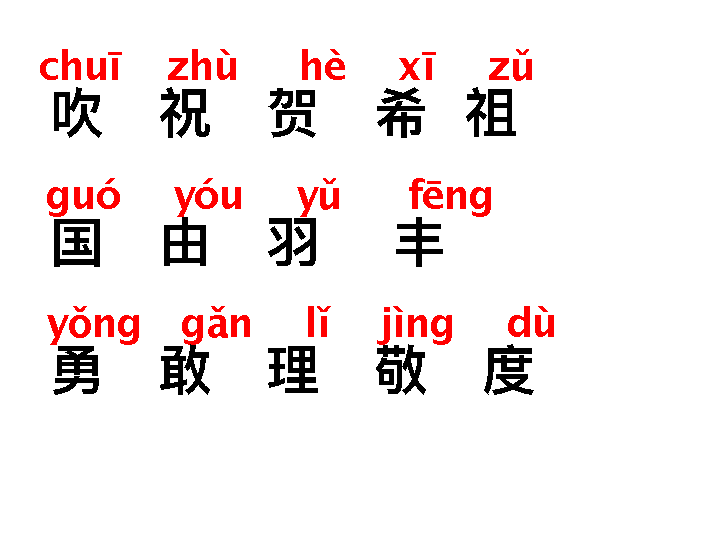 chuī zhù hè xī zǔ
吹 祝 贺 希 祖
guó yóu yǔ fēng
国 由 羽 丰
yǒng gǎn lǐ jìng dù
勇 敢 理 敬 度